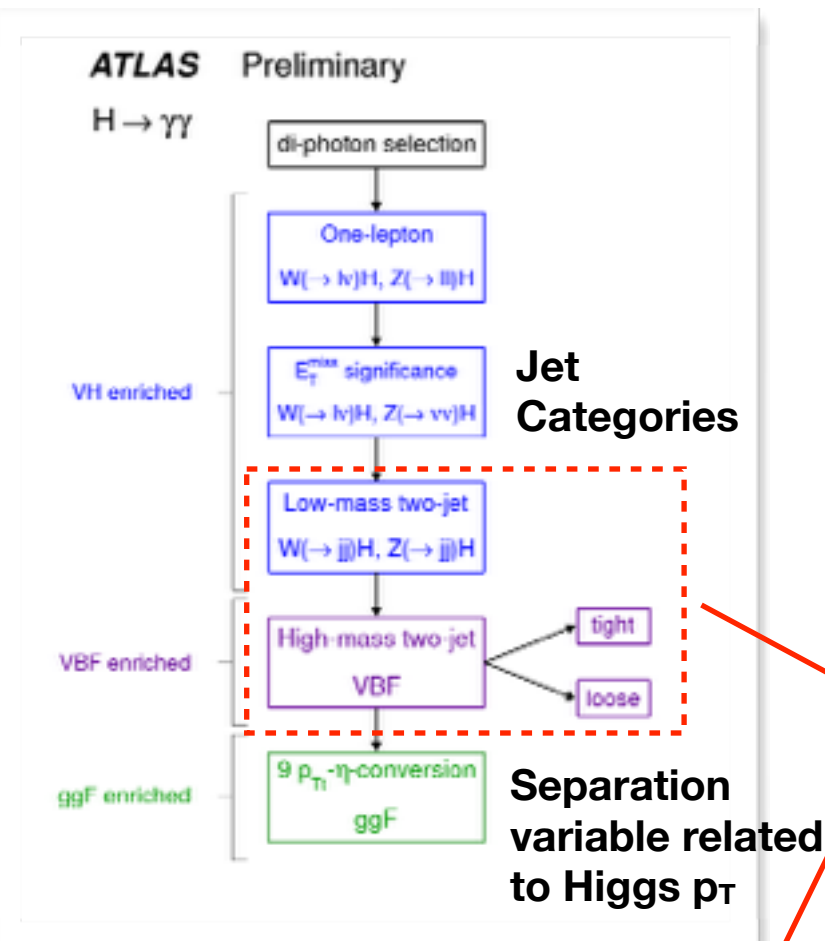 ATLAS Preliminary
H → γγ
di-photon selection
One-lepton
W(→ lν)H, Z(→ ll)H
VH enriched
E_T^miss significance
W(→ lν)H, Z(→ νν)H
Jet
Categories
Low-mass two-jet
W(→ jj)H, Z(→ jj)H
VBF enriched
High-mass two-jet
VBF
tight
loose
ggF enriched
9 p_Tt-η-conversion
ggF
Separation
variable related
to Higgs p_T